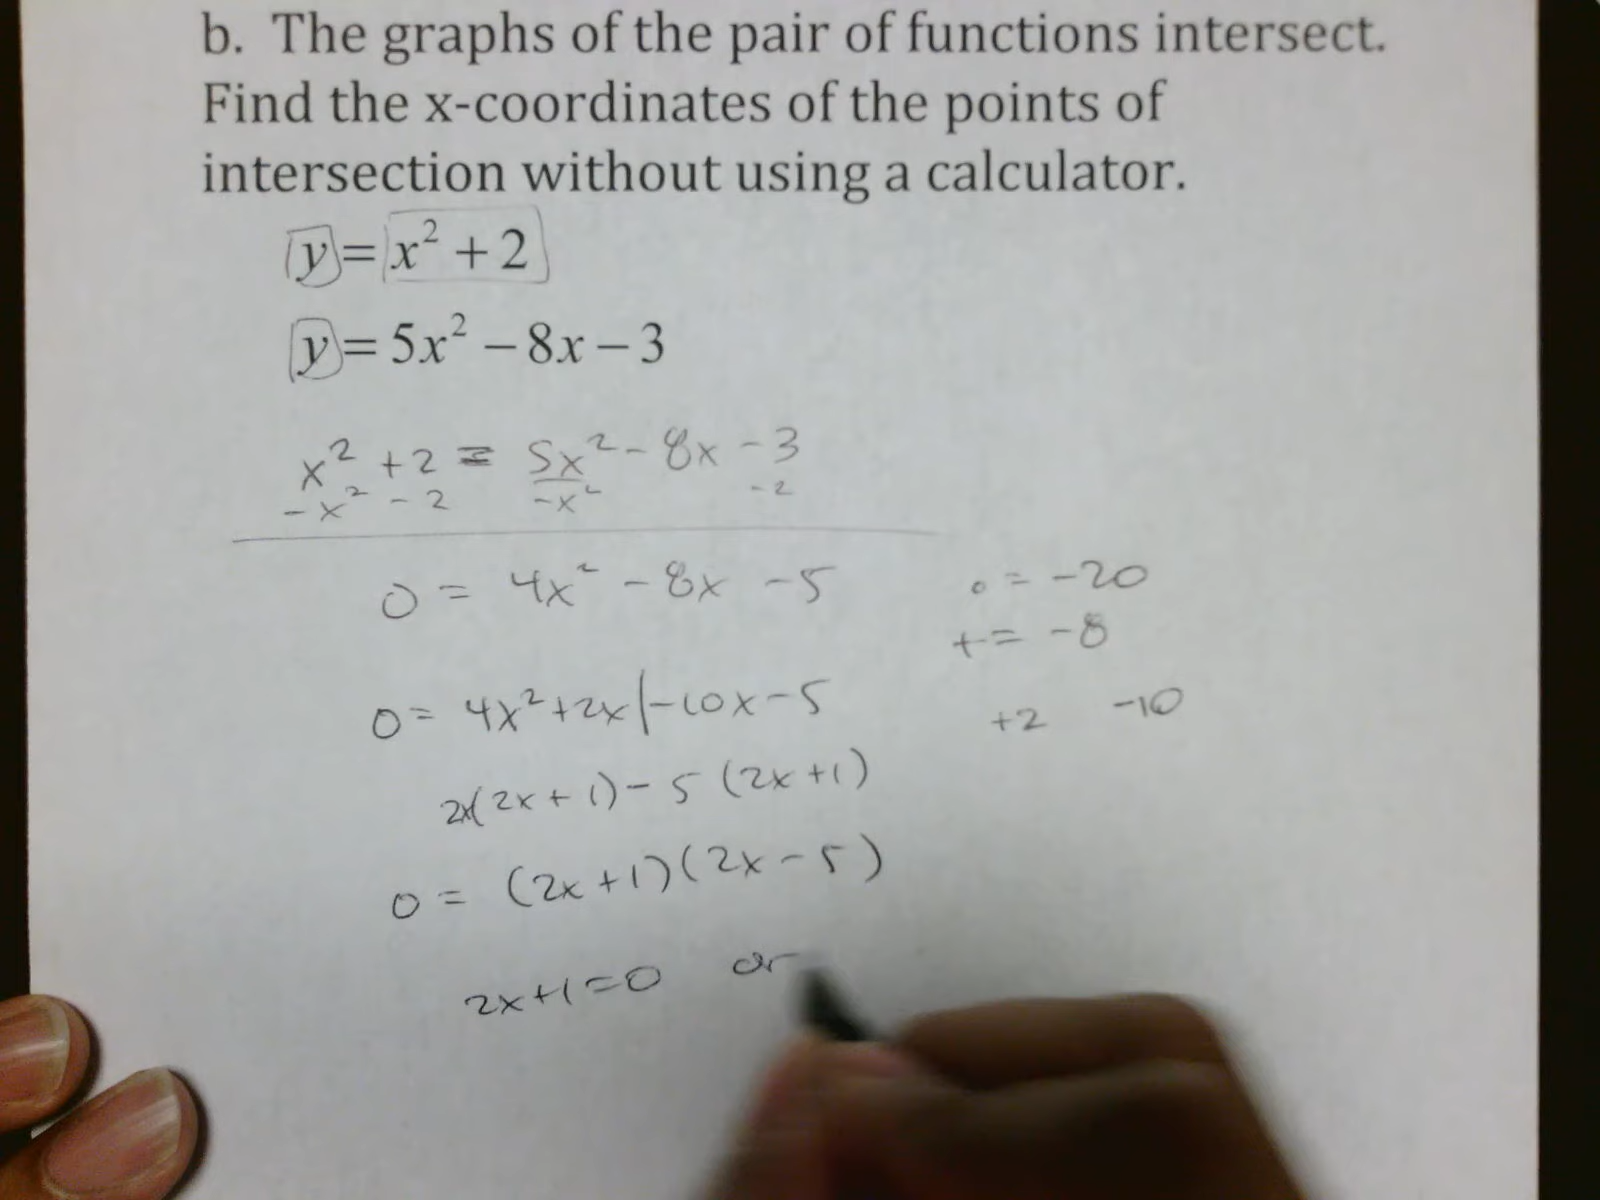 b. The graphs of the pair of functions intersect.
Find the x-coordinates of the points of
intersection without using a calculator.
y = x² + 2
y = 5x² − 8x − 3
x² + 2 = 5x² - 8x - 3
-x² - 2 -x² -2
0 = 4x² - 8x - 5
• = -20
+ = -8
0 = 4x² + 2x | -10x - 5
+2 -10
2x(2x + 1) - 5 (2x + 1)
0 = (2x + 1)(2x - 5)
2x + 1 = 0 or